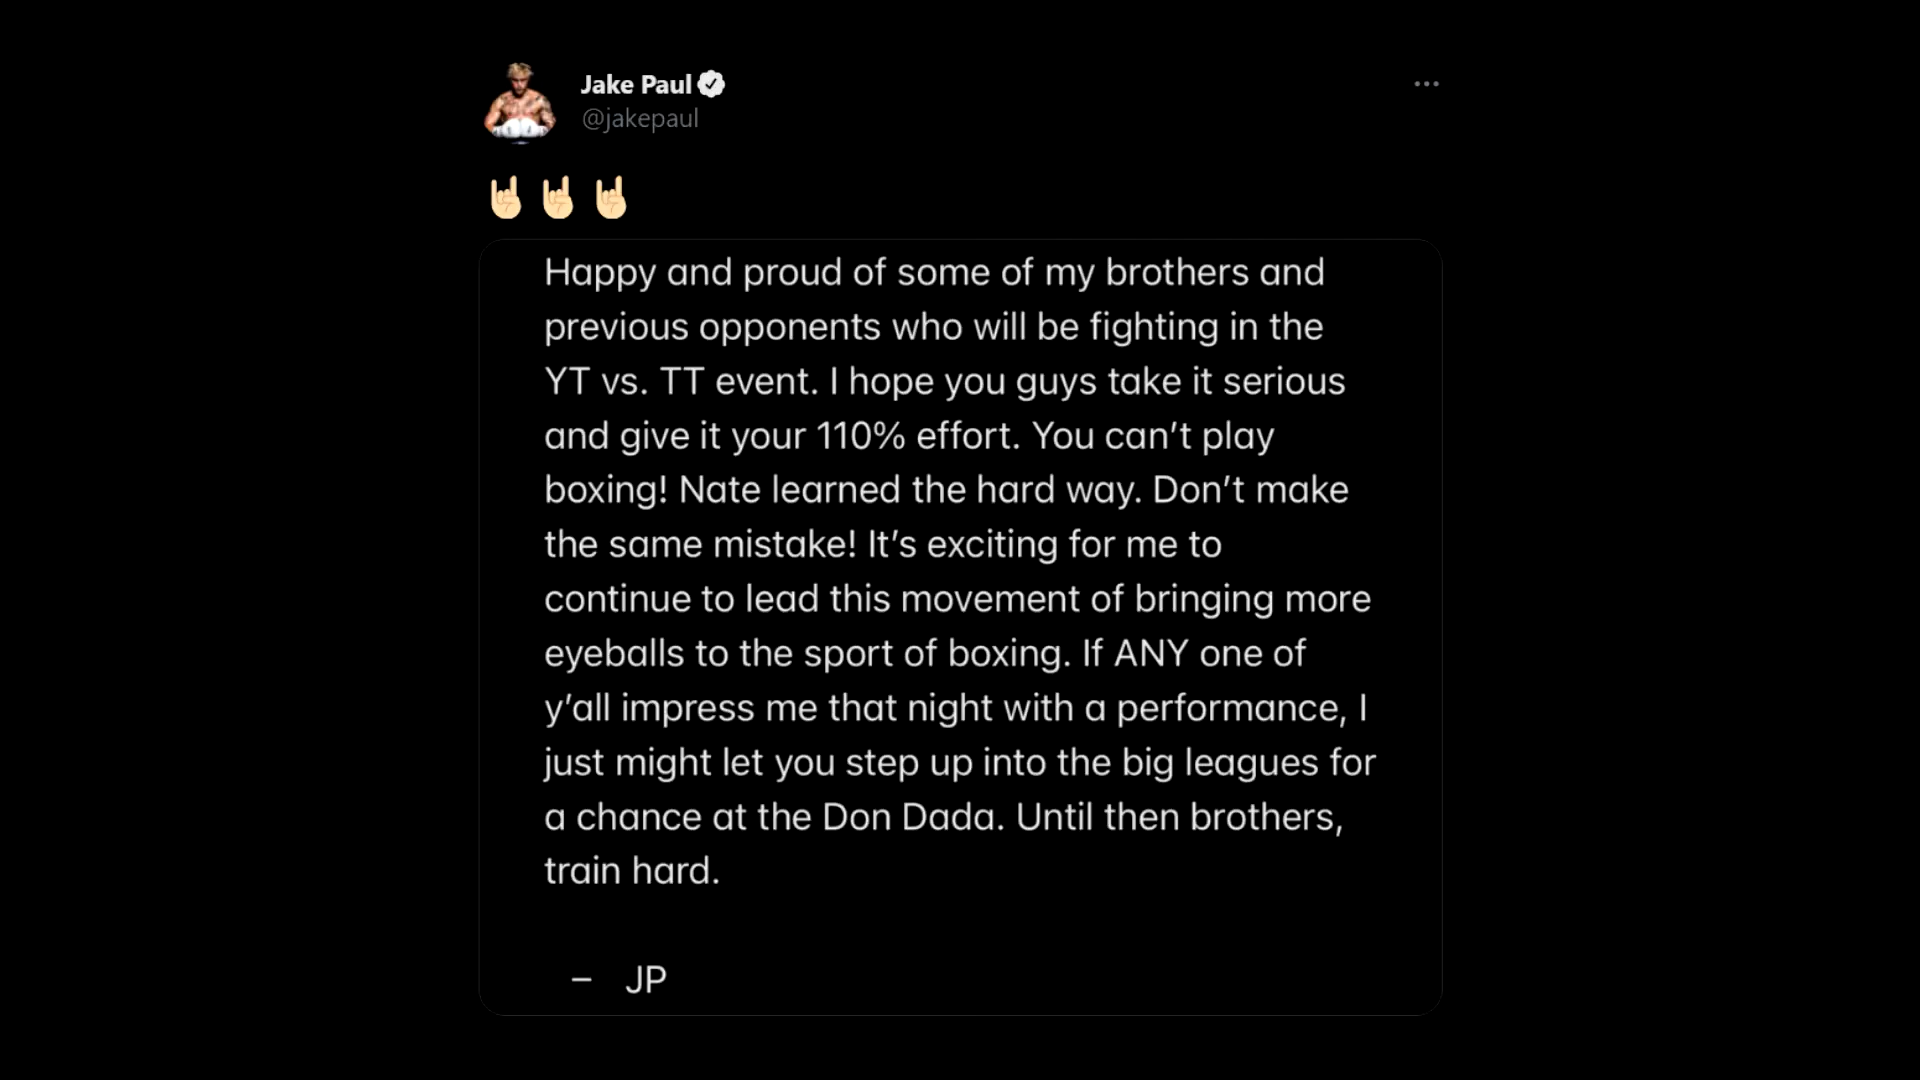 Jake Paul
@jakepaul
🤘🏼🤘🏼🤘🏼
Happy and proud of some of my brothers and
previous opponents who will be fighting in the
YT vs. TT event. I hope you guys take it serious
and give it your 110% effort. You can’t play
boxing! Nate learned the hard way. Don’t make
the same mistake! It’s exciting for me to
continue to lead this movement of bringing more
eyeballs to the sport of boxing. If ANY one of
y’all impress me that night with a performance, I
just might let you step up into the big leagues for
a chance at the Don Dada. Until then brothers,
train hard.
– JP